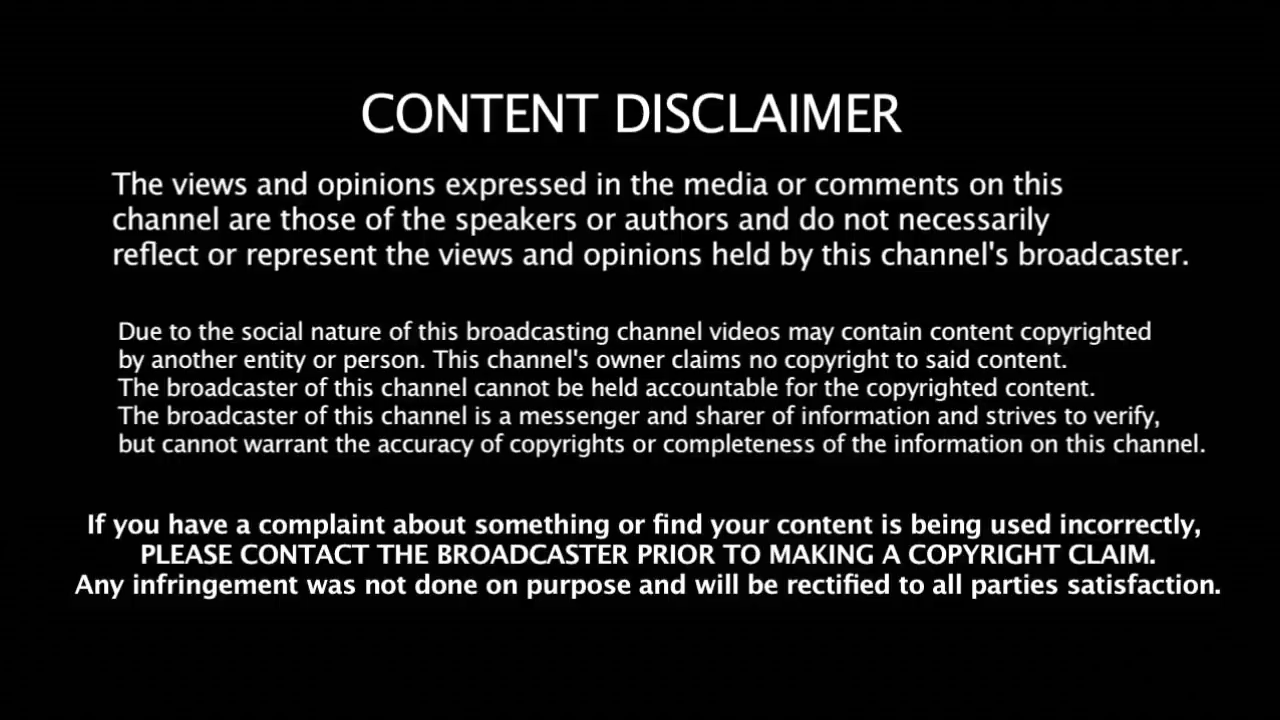 CONTENT DISCLAIMER
The views and opinions expressed in the media or comments on this
channel are those of the speakers or authors and do not necessarily
reflect or represent the views and opinions held by this channel's broadcaster.
Due to the social nature of this broadcasting channel videos may contain content copyrighted
by another entity or person. This channel's owner claims no copyright to said content.
The broadcaster of this channel cannot be held accountable for the copyrighted content.
The broadcaster of this channel is a messenger and sharer of information and strives to verify,
but cannot warrant the accuracy of copyrights or completeness of the information on this channel.
If you have a complaint about something or find your content is being used incorrectly,
PLEASE CONTACT THE BROADCASTER PRIOR TO MAKING A COPYRIGHT CLAIM.
Any infringement was not done on purpose and will be rectified to all parties satisfaction.